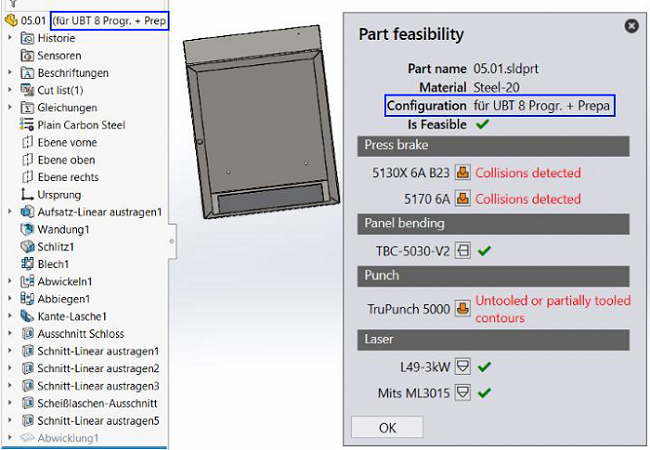 05.01 (für UBT 8 Progr. + Prep
Historie
Sensoren
Beschriftungen
Cut list(1)
Gleichungen
Plain Carbon Steel
Ebene vorne
Ebene oben
Ebene rechts
Ursprung
Aufsatz-Linear austragen1
Wandung1
Schlitz1
Blech1
Abwickeln1
Abbiegen1
Kante-Lasche1
Ausschnitt Schloss
Schnitt-Linear austragen1
Schnitt-Linear austragen2
Schnitt-Linear austragen3
Scheißlaschen-Ausschnitt
Schnitt-Linear austragen5
Abwicklung1
Part feasibility
Part name 05.01.sldprt
Material Steel-20
Configuration für UBT 8 Progr. + Prepa
Is Feasible
Press brake
5130X 6A B23 Collisions detected
5170 6A Collisions detected
Panel bending
TBC-5030-V2
Punch
TruPunch 5000 Untooled or partially tooled
contours
Laser
L49-3kW
Mits ML3015
OK